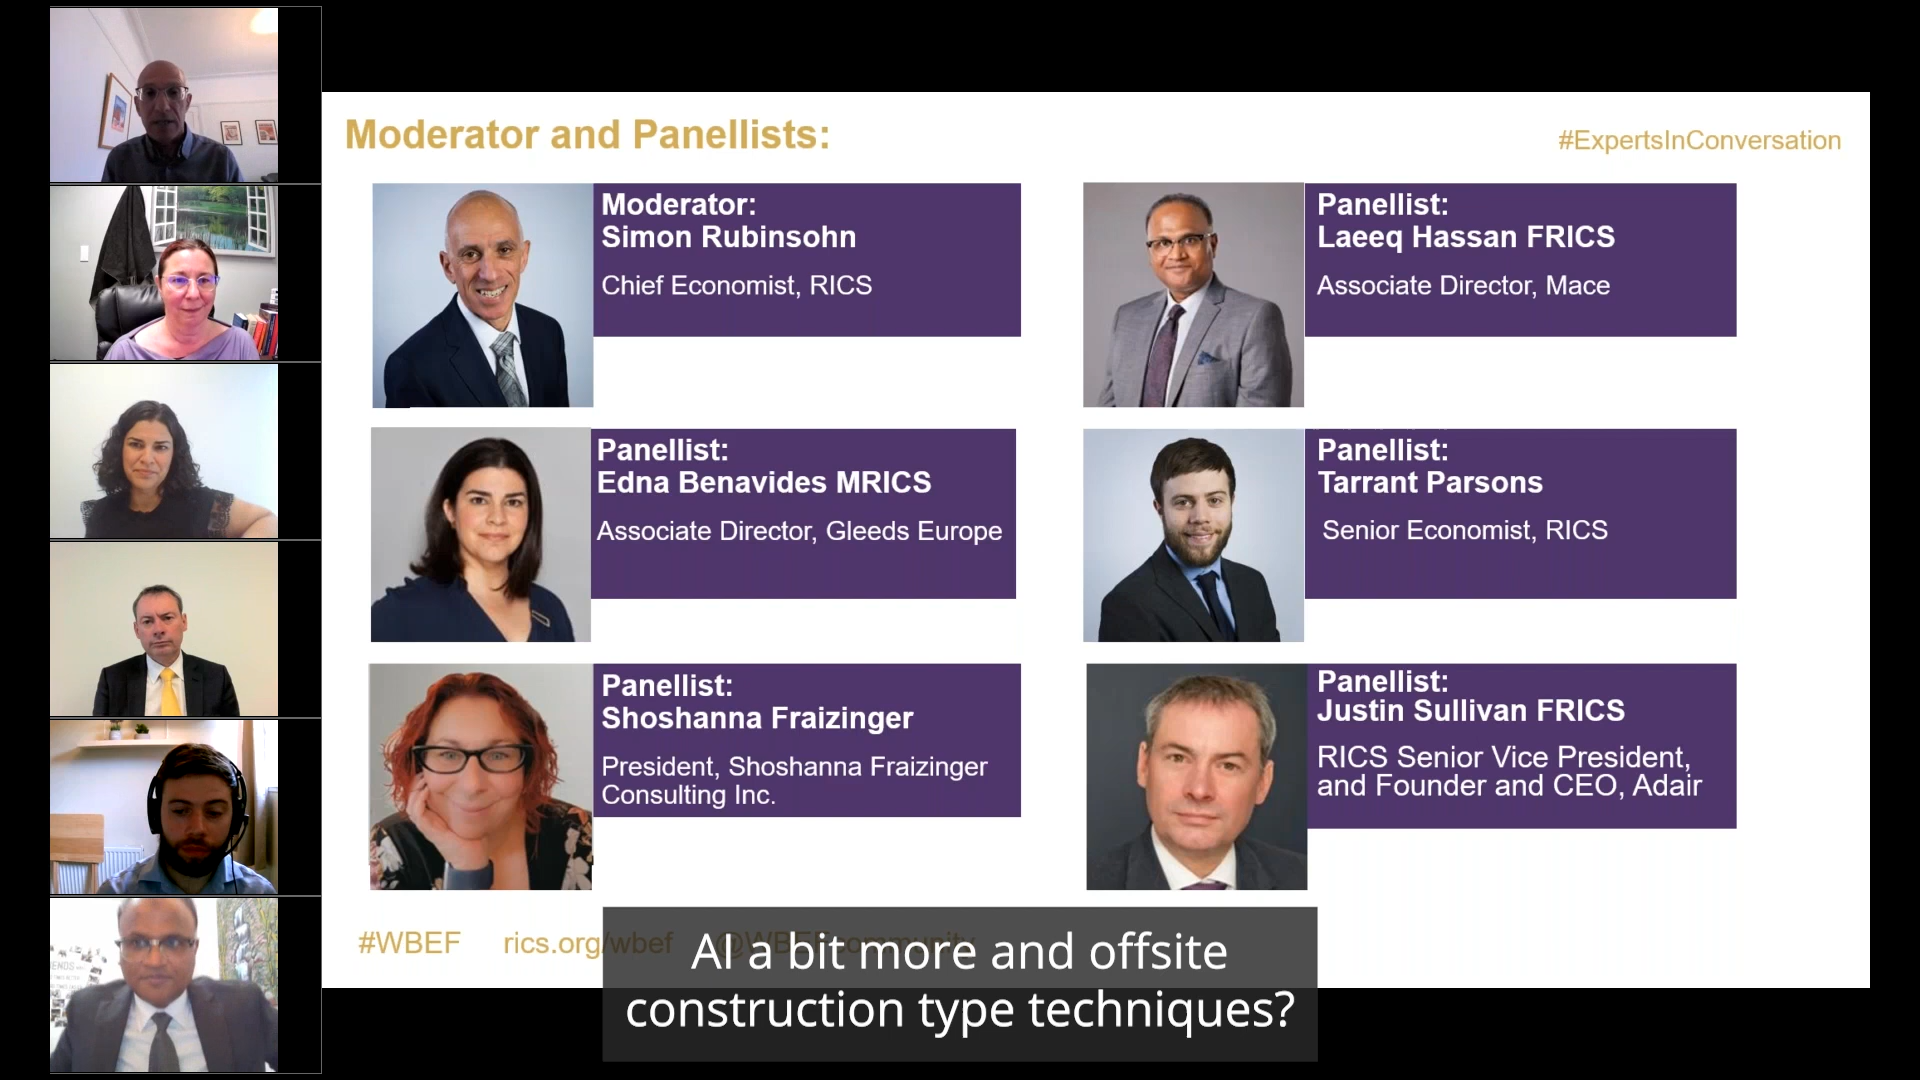 Moderator and Panellists:
#ExpertsInConversation
Moderator:
Simon Rubinsohn
Chief Economist, RICS
Panellist:
Laeeq Hassan FRICS
Associate Director, Mace
Panellist:
Edna Benavides MRICS
Associate Director, Gleeds Europe
Panellist:
Tarrant Parsons
Senior Economist, RICS
Panellist:
Shoshanna Fraizinger
President, Shoshanna Fraizinger
Consulting Inc.
Panellist:
Justin Sullivan FRICS
RICS Senior Vice President,
and Founder and CEO, Adair
#WBEF rics.org/wbef @WBEFcommunity
AI a bit more and offsite
construction type techniques?